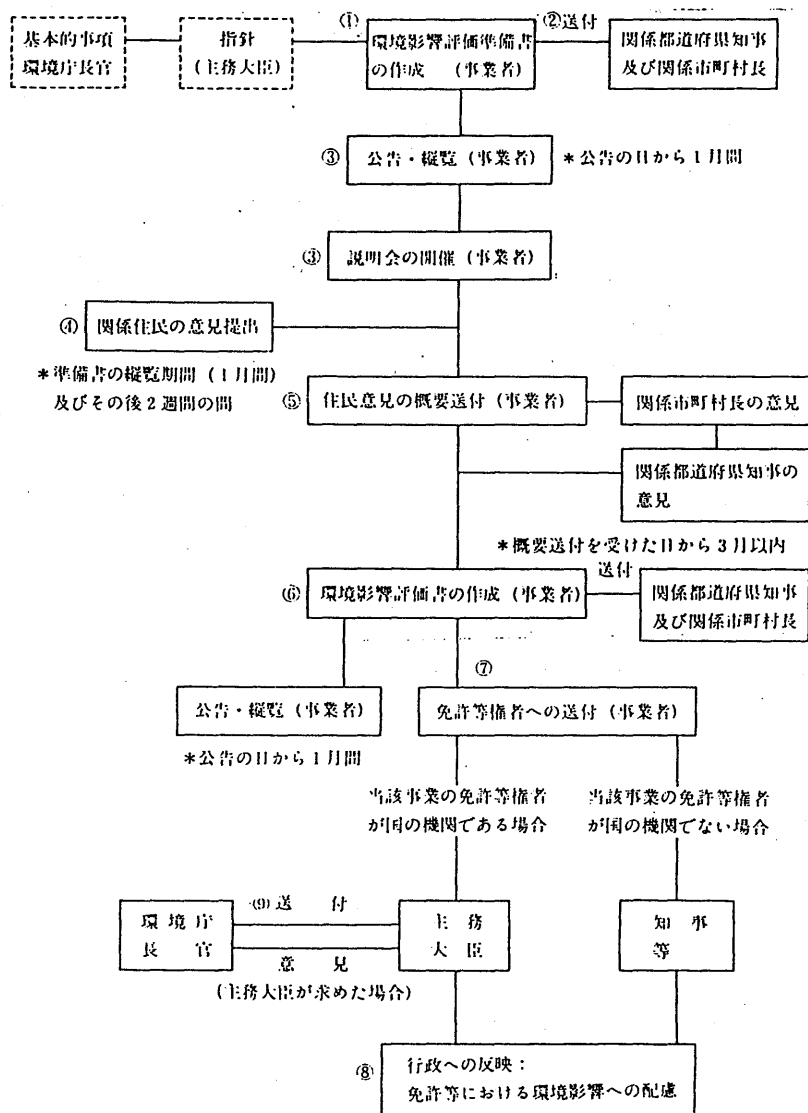 基本的事項
環境庁長官
指針
(主務大臣)
①
環境影響評価準備書
の作成 (事業者)
②送付
関係都道府県知事
及び関係市町村長
③
公告・縦覧 (事業者)
*公告の日から1月間
③
説明会の開催 (事業者)
④
関係住民の意見提出
*準備書の縦覧期間 (1月間)
及びその後2週間の間
⑤
住民意見の概要送付 (事業者)
関係市町村長の意見
関係都道府県知事の
意見
*概要送付を受けた日から3月以内
⑥
環境影響評価書の作成 (事業者)
送付
関係都道府県知事
及び関係市町村長
⑦
公告・縦覧 (事業者)
*公告の日から1月間
免許等権者への送付 (事業者)
当該事業の免許等権者
が国の機関である場合
当該事業の免許等権者
が国の機関でない場合
環境庁
長官
⑨送 付
意 見
(主務大臣が求めた場合)
主務
大臣
知事
等
⑧
行政への反映:
免許等における環境影響への配慮